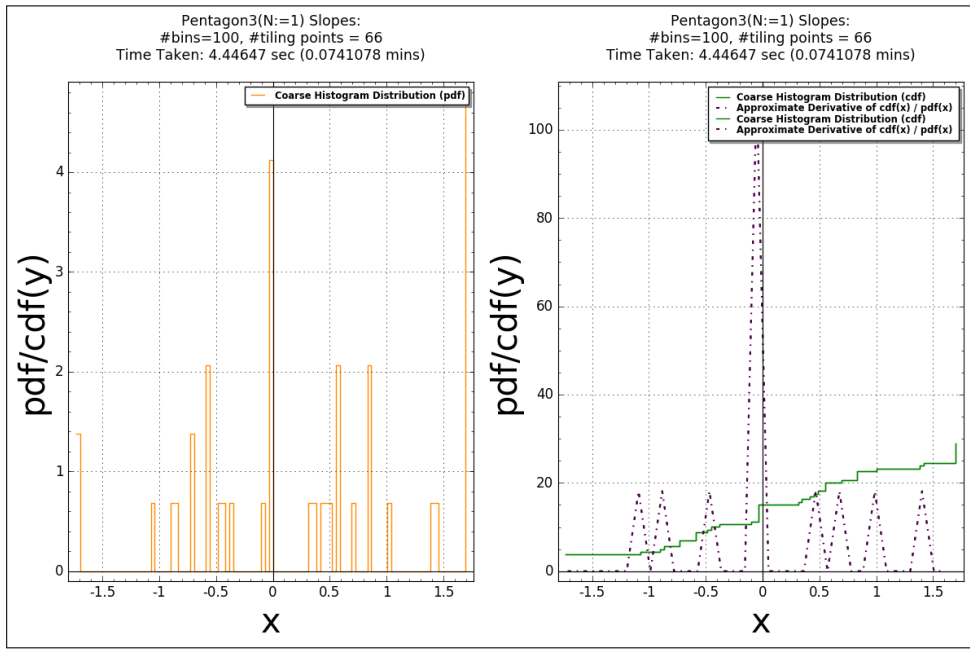 Pentagon3(N:=1) Slopes:
#bins=100, #tiling points = 66
Time Taken: 4.44647 sec (0.0741078 mins)
Coarse Histogram Distribution (pdf)
4
3
2
1
0
pdf/cdf(y)
-1.5 -1 -0.5 0 0.5 1 1.5
x
Pentagon3(N:=1) Slopes:
#bins=100, #tiling points = 66
Time Taken: 4.44647 sec (0.0741078 mins)
Coarse Histogram Distribution (cdf)
Approximate Derivative of cdf(x) / pdf(x)
Coarse Histogram Distribution (cdf)
Approximate Derivative of cdf(x) / pdf(x)
100
80
60
40
20
0
pdf/cdf(y)
-1.5 -1 -0.5 0 0.5 1 1.5
x